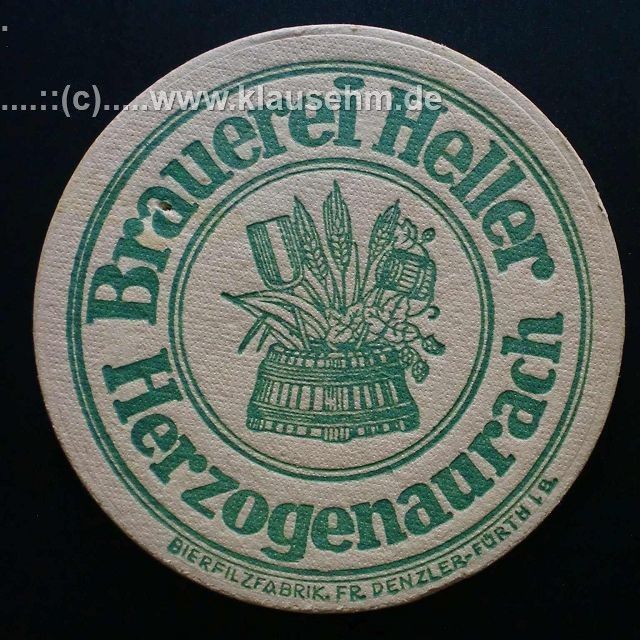 ....::(c).....www.klausehm.de
Brauerei Heller
Herzogenaurach
BIERFILZFABRIK. FR. DENZLER-FÜRTH I. B.